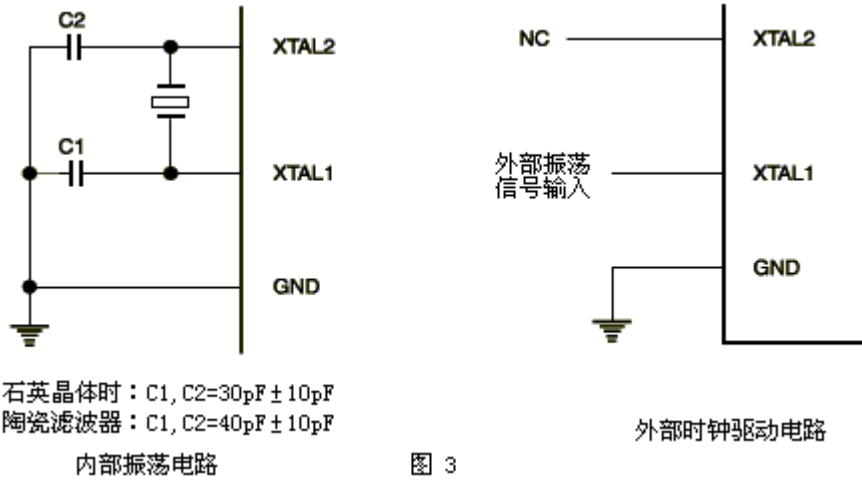 C2
XTAL2
C1
XTAL1
GND
石英晶体时：C1,C2=30pF±10pF
陶瓷滤波器：C1,C2=40pF±10pF
内部振荡电路
NC
XTAL2
外部振荡
信号输入
XTAL1
GND
外部时钟驱动电路
图 3